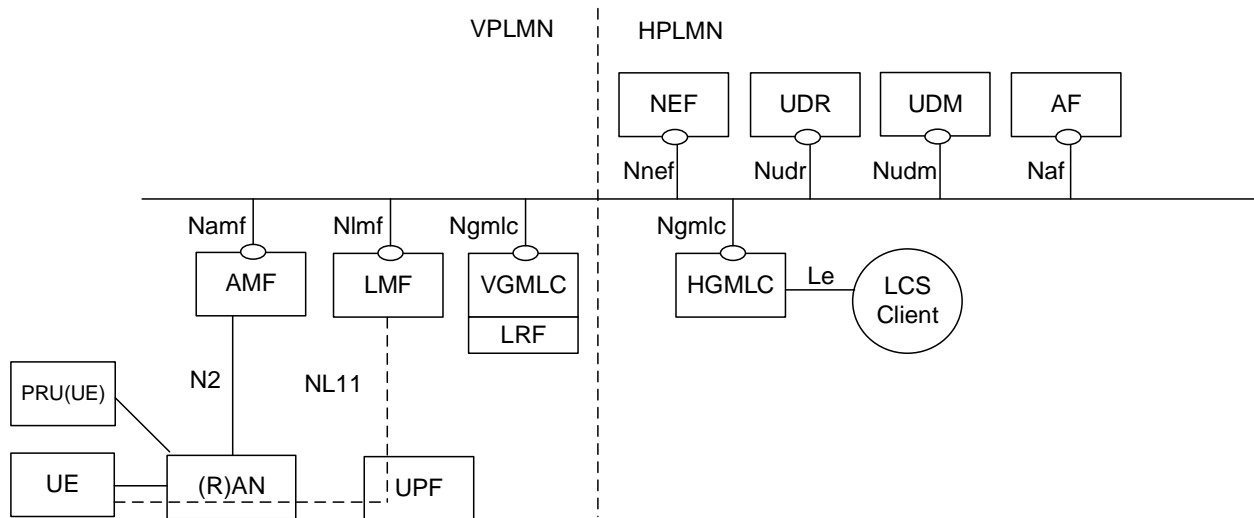 VPLMN
HPLMN
NEF
UDR
UDM
AF
Nnef
Nudr
Nudm
Naf
Namf
Nlmf
Ngmlc
Ngmlc
AMF
LMF
VGMLC
HGMLC
Le
LCS
Client
LRF
N2
NL11
PRU(UE)
UE
(R)AN
UPF